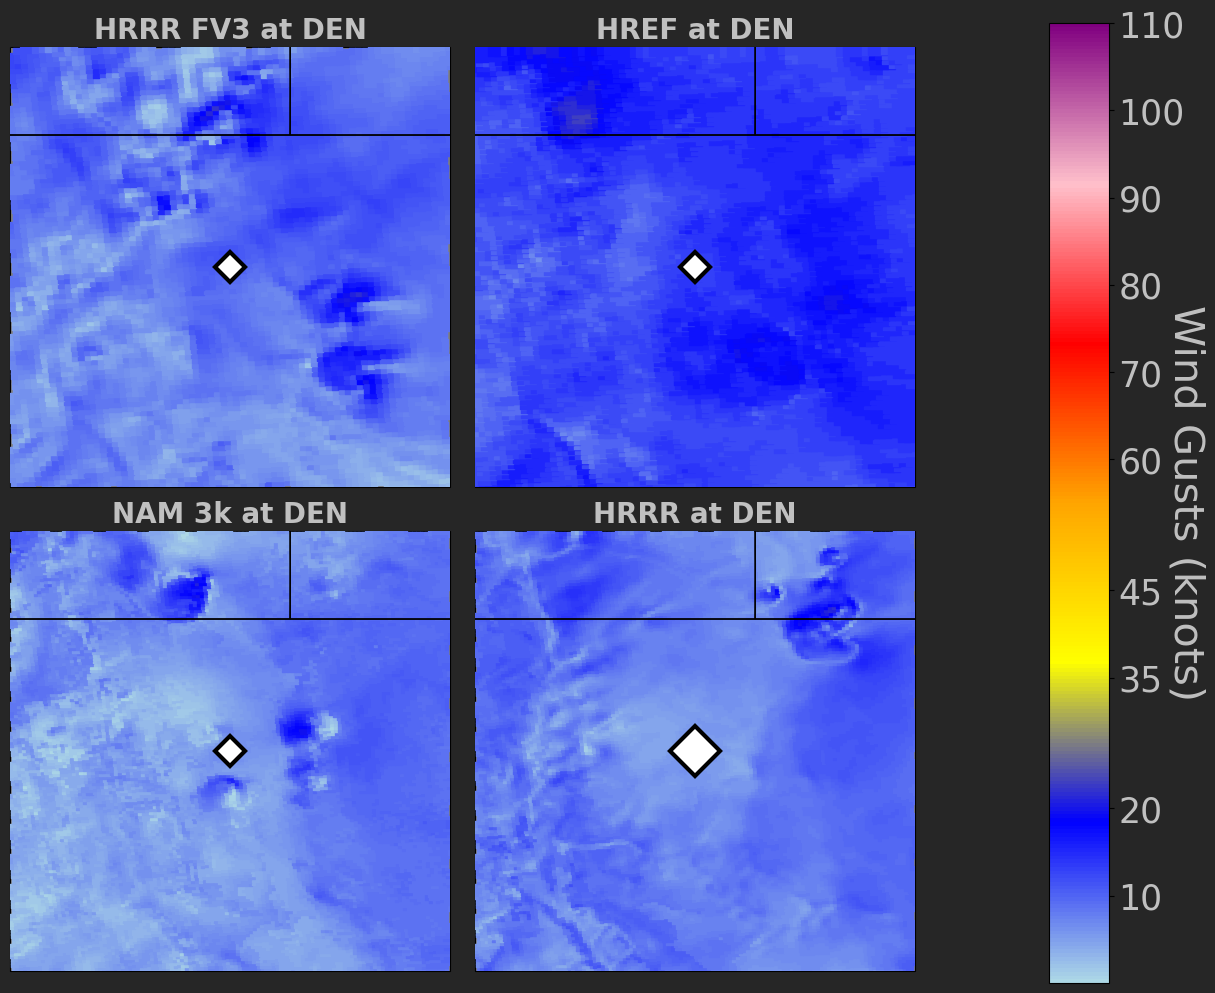 HRRR FV3 at DEN
HREF at DEN
NAM 3k at DEN
HRRR at DEN
110
100
90
80
70
60
45
35
20
10
Wind Gusts (knots)